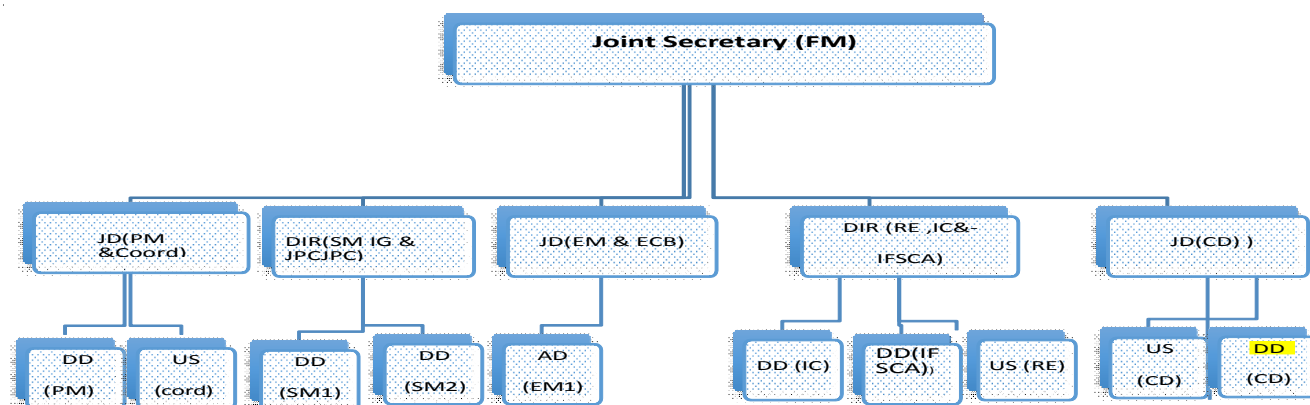 Joint Secretary (FM)
JD(PM
&Coord)
DIR(SM IG &
JPCJPC)
JD(EM & ECB)
DIR (RE ,IC&-
IFSCA)
JD(CD) )
DD
(PM)
US
(cord)
DD
(SM1)
DD
(SM2)
AD
(EM1)
DD (IC)
DD(IF
SCA))
US (RE)
US
(CD)
DD
(CD)